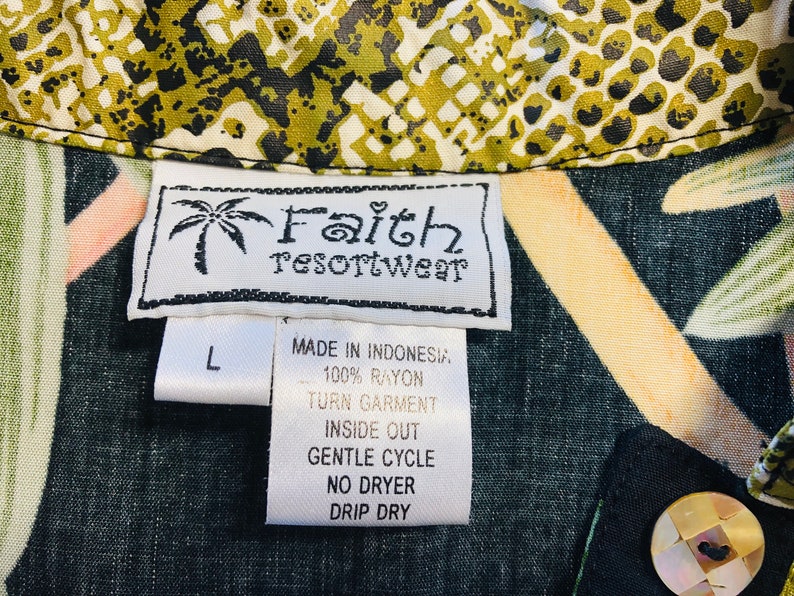 Faith
resortwear
L
MADE IN INDONESIA
100% RAYON
TURN GARMENT
INSIDE OUT
GENTLE CYCLE
NO DRYER
DRIP DRY